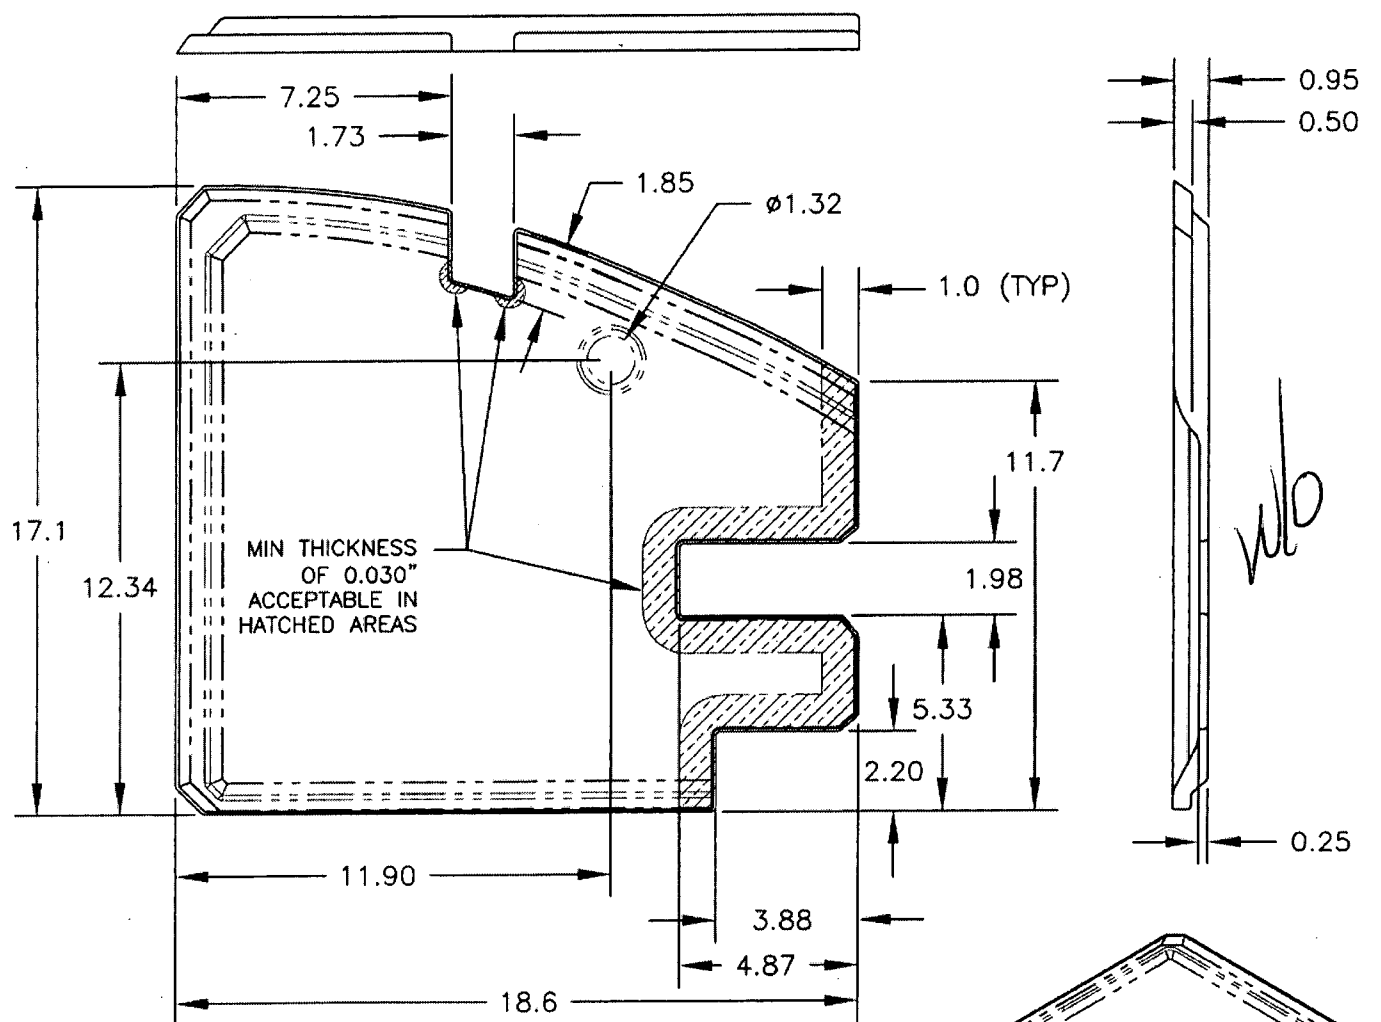 7.25
0.95
0.50
1.73
1.85
ø1.32
1.0 (TYP)
11.7
17.1
12.34
MIN THICKNESS
OF 0.030"
ACCEPTABLE IN
HATCHED AREAS
1.98
5.33
2.20
0.25
11.90
3.88
4.87
18.6